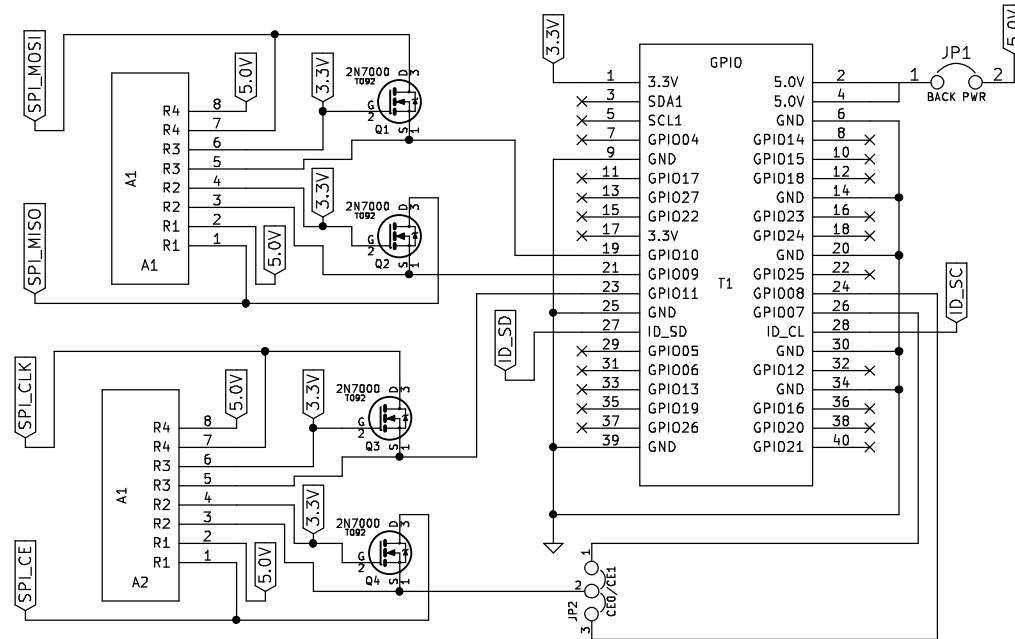 SPI_MOSI
5.0V
3.3V
2N7000
TO92
D
3
G
2
S
1
Q1
A1
A1
R4 8
R4 7
R3 6
R3 5
R2 4
R2 3
R1 2
R1 1
5.0V
3.3V
2N7000
TO92
D
3
G
2
S
1
Q2
SPI_MISO
SPI_CLK
5.0V
3.3V
2N7000
TO92
D
3
G
2
S
1
Q3
A1
A2
R4 8
R4 7
R3 6
R3 5
R2 4
R2 3
R1 2
R1 1
5.0V
3.3V
2N7000
TO92
D
3
G
2
S
1
Q4
SPI_CE
3.3V
GPIO
T1
1 3.3V 5.0V 2
3 SDA1 5.0V 4
5 SCL1 GND 6
7 GPIO04 GPIO14 8
9 GND GPIO15 10
11 GPIO17 GPIO18 12
13 GPIO27 GND 14
15 GPIO22 GPIO23 16
17 3.3V GPIO24 18
19 GPIO10 GND 20
21 GPIO09 GPIO25 22
23 GPIO11 GPIO08 24
25 GND GPIO07 26
27 ID_SD ID_CL 28
29 GPIO05 GND 30
31 GPIO06 GPIO12 32
33 GPIO13 GND 34
35 GPIO19 GPIO16 36
37 GPIO26 GPIO20 38
39 GND GPIO21 40
ID_SD
ID_SC
JP1
1 2
BACK PWR
5.0V
1
2
3
JP2
CE0/CE1